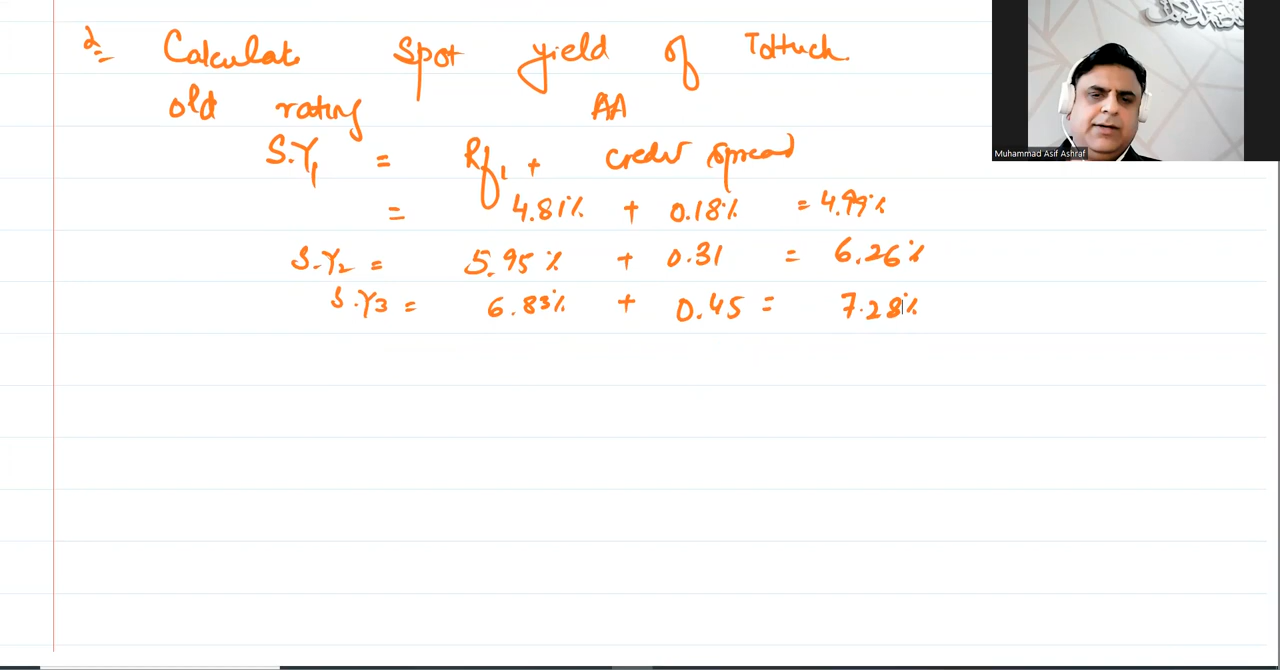 2= Calculate Spot yield of Tottuch
old rating AA
S.Y1 = Rf1 + credit spread
= 4.81% + 0.18% = 4.99%
S.Y2 = 5.95% + 0.31 = 6.26%
S.Y3 = 6.83% + 0.45 = 7.28%
Muhammad Asif Ashraf